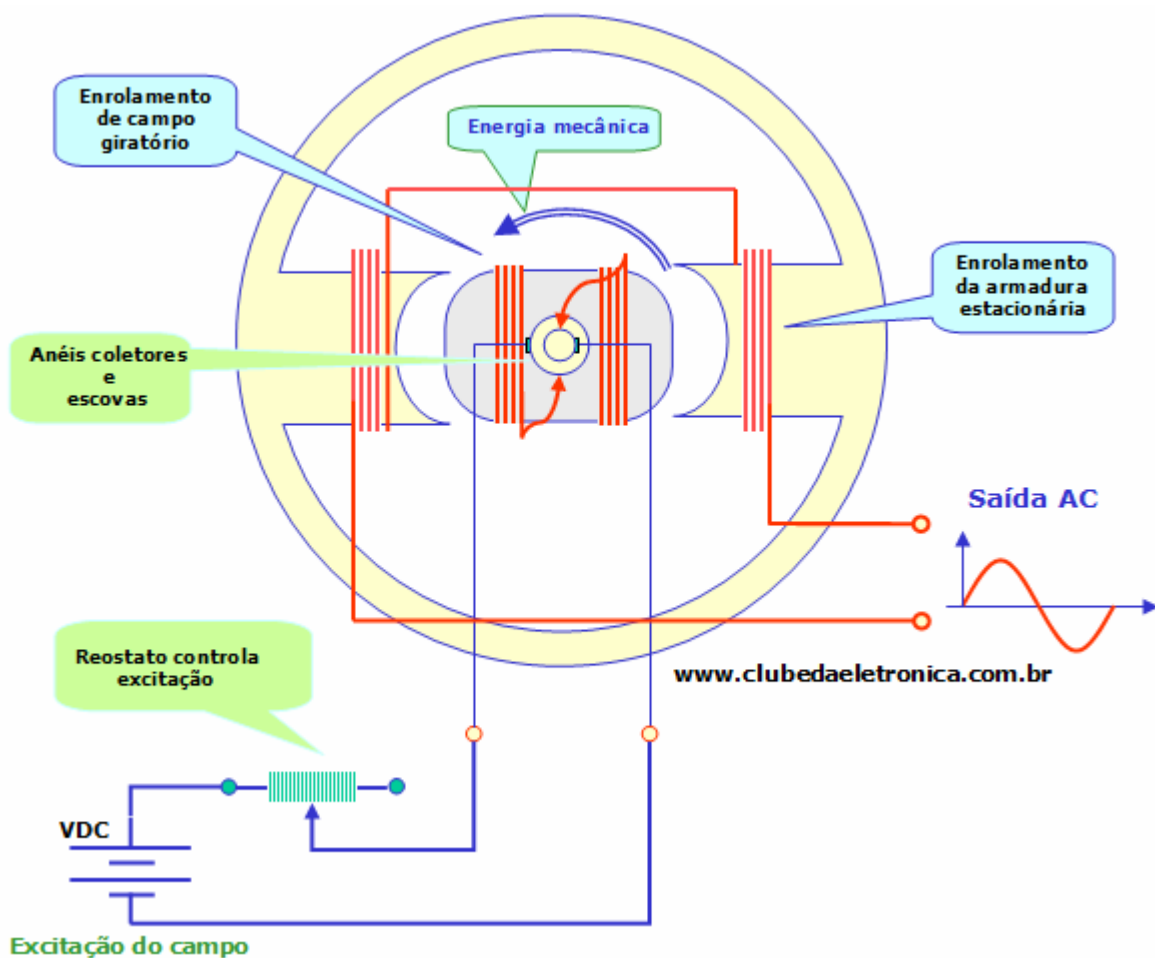 Enrolamento
de campo
giratório
Energia mecânica
Enrolamento
da armadura
estacionária
Anéis coletores
e
escovas
Saída AC
Reostato controla
excitação
www.clubedaeletronica.com.br
VDC
Excitação do campo